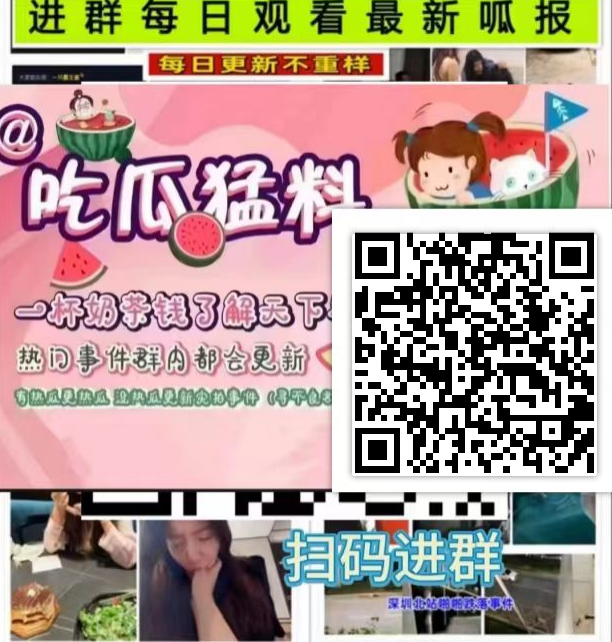 进群每日观看最新呱报
每日更新不重样
@
吃瓜猛料
一杯奶茶钱了解天下
热门事件群内都会更新
有热瓜更热瓜 没热瓜更新实拍事件
扫码进群
深圳北站啪啪跌落事件